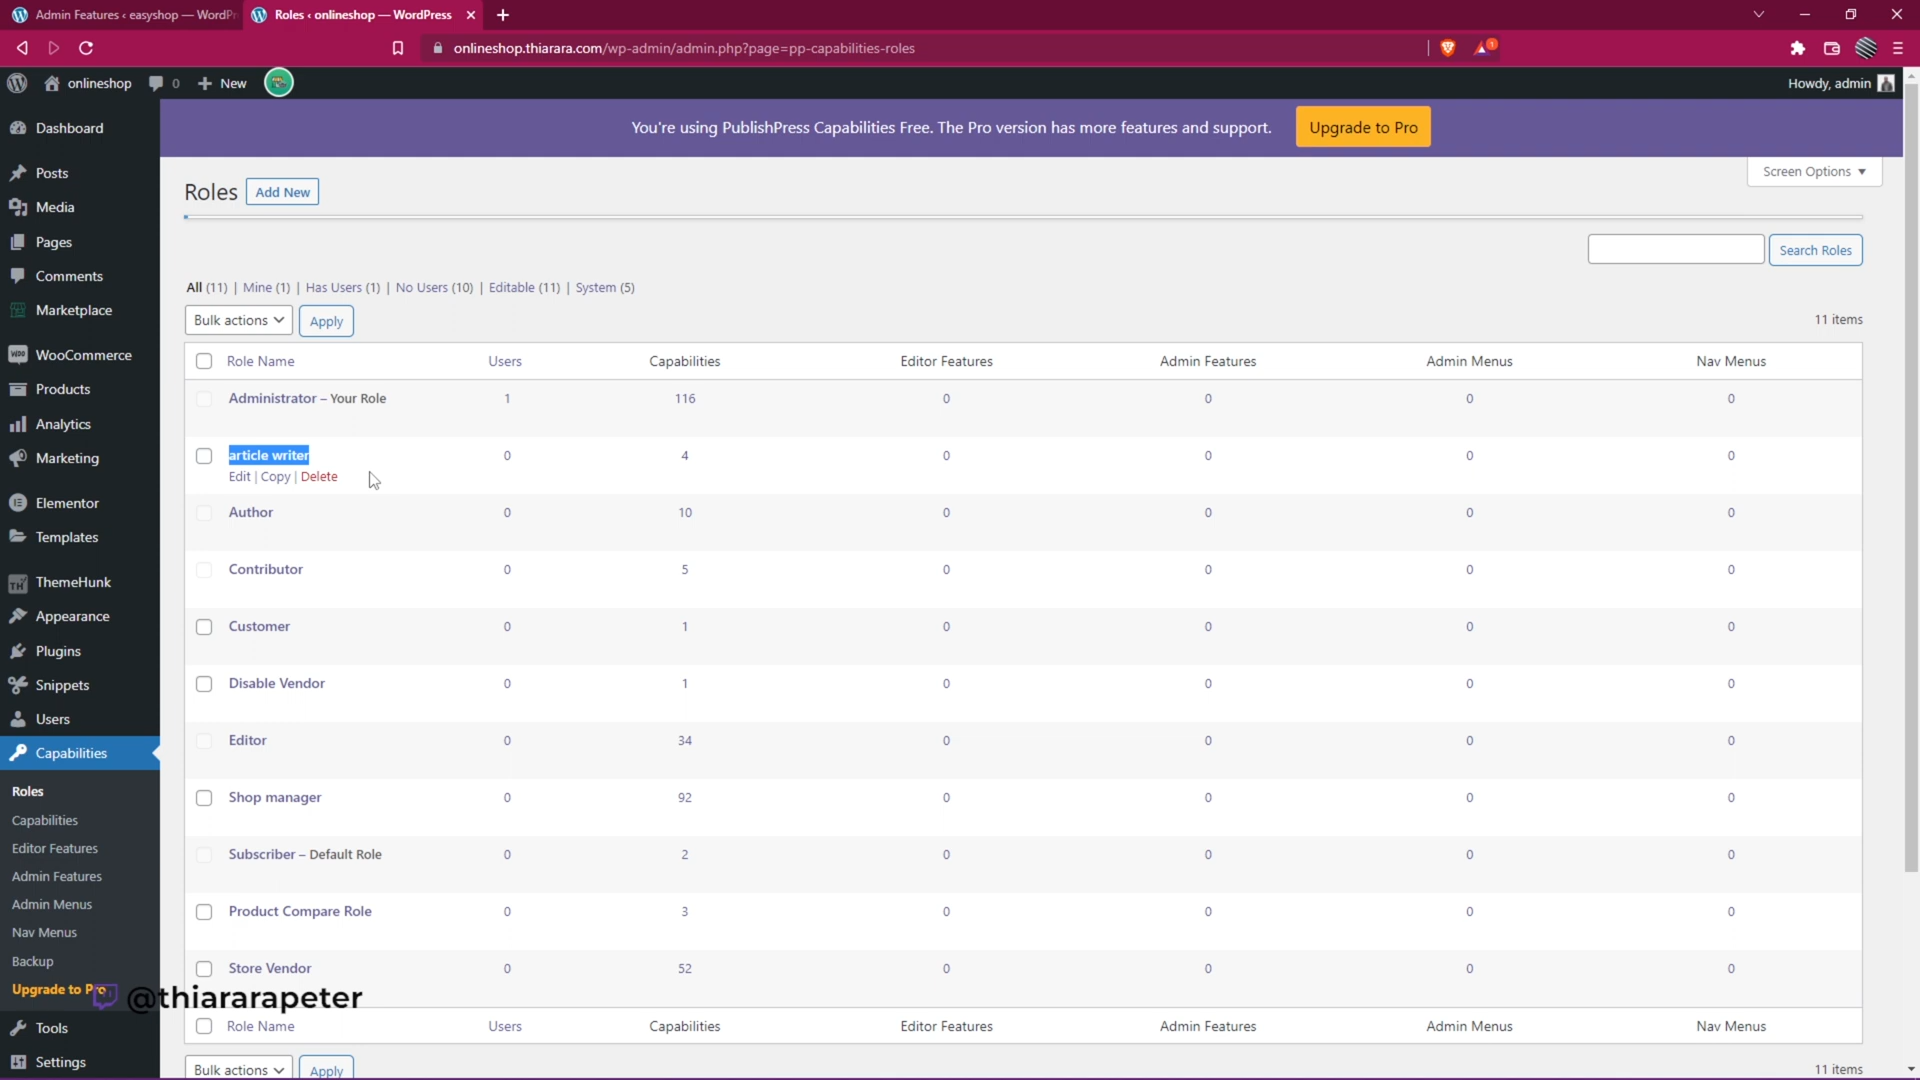 Admin Features ‹ easyshop — WordPr
Roles ‹ onlineshop — WordPress
onlineshop.thiarara.com/wp-admin/admin.php?page=pp-capabilities-roles
1
onlineshop
0
New
Howdy, admin
You're using PublishPress Capabilities Free. The Pro version has more features and support.
Upgrade to Pro
Dashboard
Posts
Media
Pages
Comments
Marketplace
WooCommerce
Products
Analytics
Marketing
Elementor
Templates
ThemeHunk
Appearance
Plugins
Snippets
Users
Capabilities
Roles
Capabilities
Editor Features
Admin Features
Admin Menus
Nav Menus
Backup
Upgrade to Pro
Tools
Settings
Screen Options
Roles Add New
Search Roles
All (11) | Mine (1) | Has Users (1) | No Users (10) | Editable (11) | System (5)
Bulk actions Apply 11 items
Role Name Users Capabilities Editor Features Admin Features Admin Menus Nav Menus
Administrator – Your Role 1 116 0 0 0 0
article writer 0 4 0 0 0 0
Edit | Copy | Delete
Author 0 10 0 0 0 0
Contributor 0 5 0 0 0 0
Customer 0 1 0 0 0 0
Disable Vendor 0 1 0 0 0 0
Editor 0 34 0 0 0 0
Shop manager 0 92 0 0 0 0
Subscriber – Default Role 0 2 0 0 0 0
Product Compare Role 0 3 0 0 0 0
Store Vendor 0 52 0 0 0 0
@thiararapeter
Role Name Users Capabilities Editor Features Admin Features Admin Menus Nav Menus
Bulk actions Apply 11 items